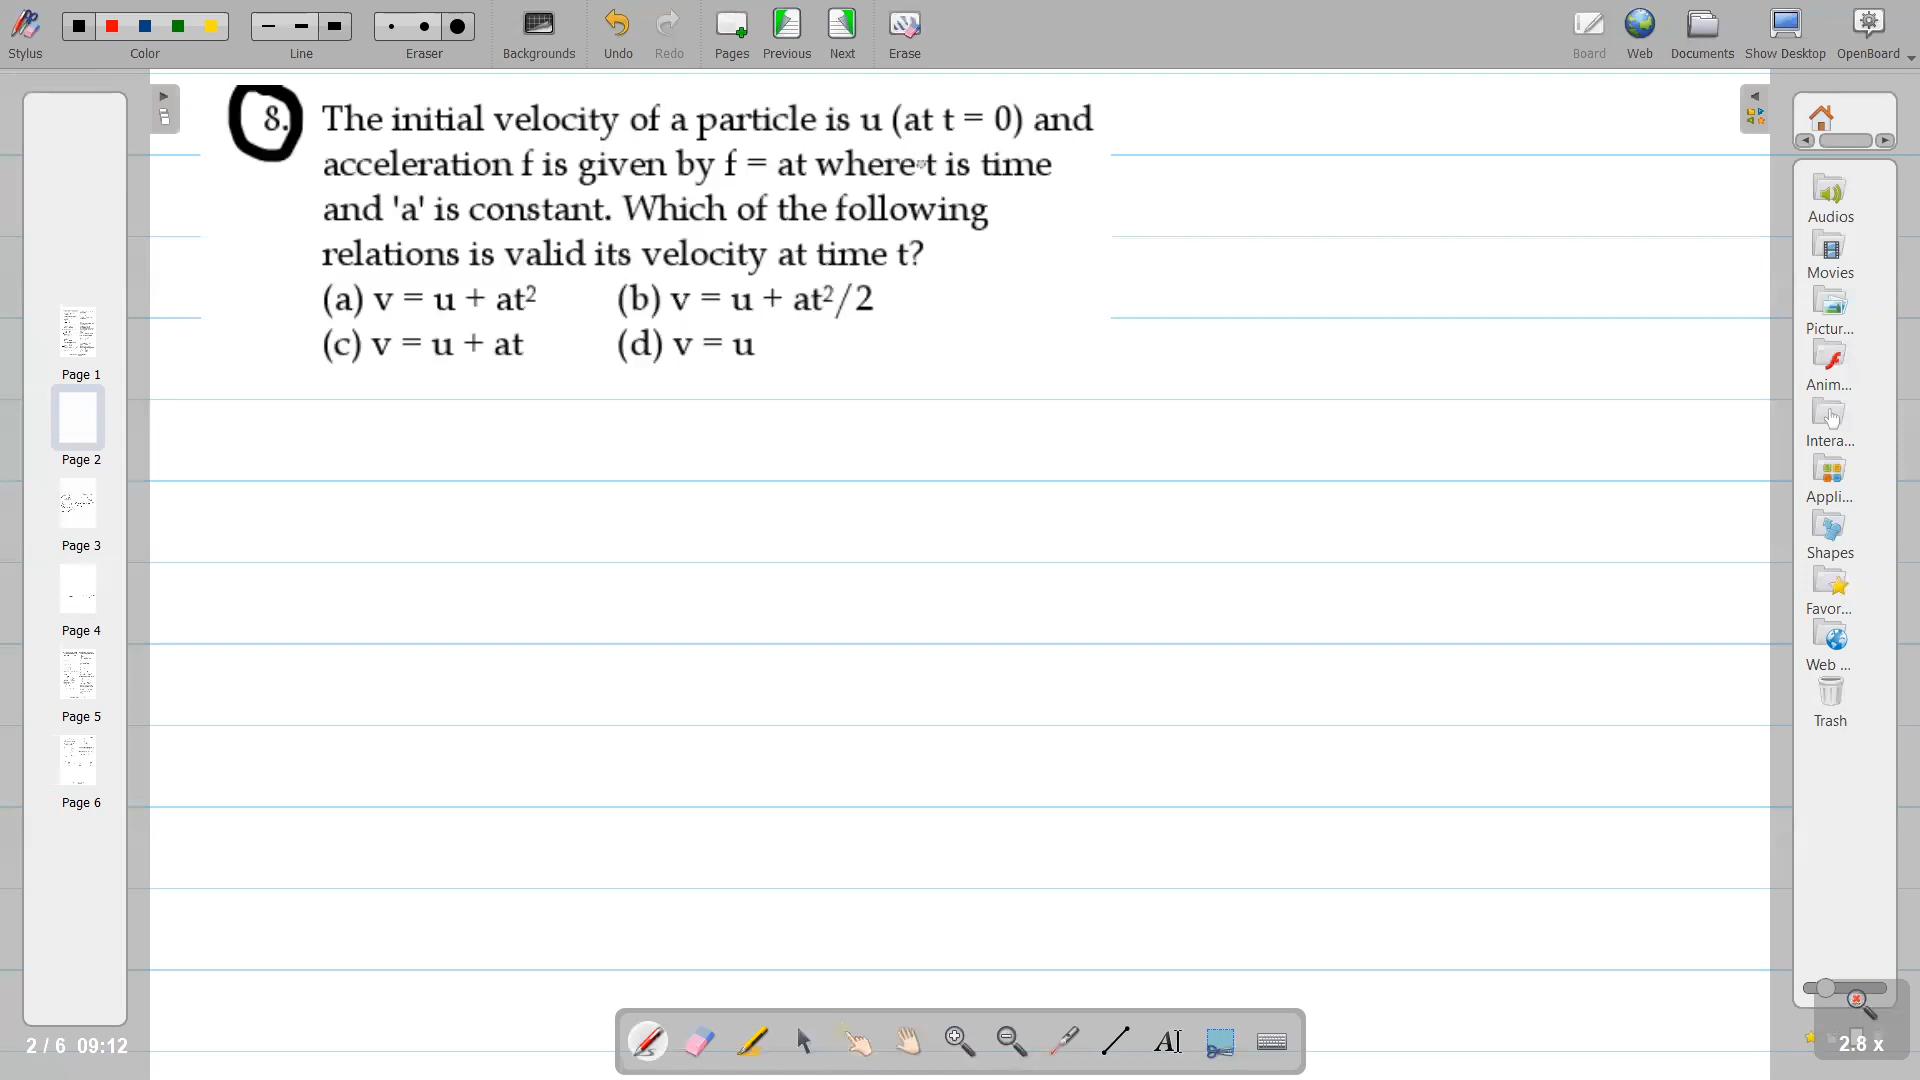 Stylus
Color
Line
Eraser
Backgrounds
Undo
Redo
Pages
Previous
Next
Erase
Board
Web
Documents
Show Desktop
OpenBoard
8. The initial velocity of a particle is u (at t = 0) and
acceleration f is given by f = at where t is time
and 'a' is constant. Which of the following
relations is valid its velocity at time t?
(a) v = u + at² (b) v = u + at²/2
(c) v = u + at (d) v = u
Page 1
Page 2
Page 3
Page 4
Page 5
Page 6
2 / 6 09:12
Audios
Movies
Pictur...
Anim...
Intera...
Appli...
Shapes
Favor...
Web ...
Trash
2.8 x